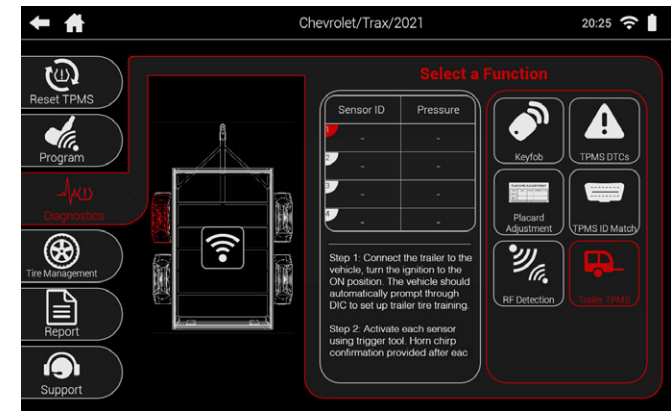 Chevrolet/Trax/2021
20:25
Reset TPMS
Program
Diagnostics
Tire Management
Report
Support
Select a Function
Sensor ID Pressure
1 - -
2 - -
3 - -
4 - -
Step 1: Connect the trailer to the
vehicle, turn the ignition to the
ON position. The vehicle should
automatically prompt through
DIC to set up trailer tire training.
Step 2: Activate each sensor
using trigger tool. Horn chirp
confirmation provided after eac
Keyfob
TPMS DTCs
PLACARD ADJUSTMENT
Placard
Adjustment
TPMS ID Match
RF Detection
Trailer TPMS